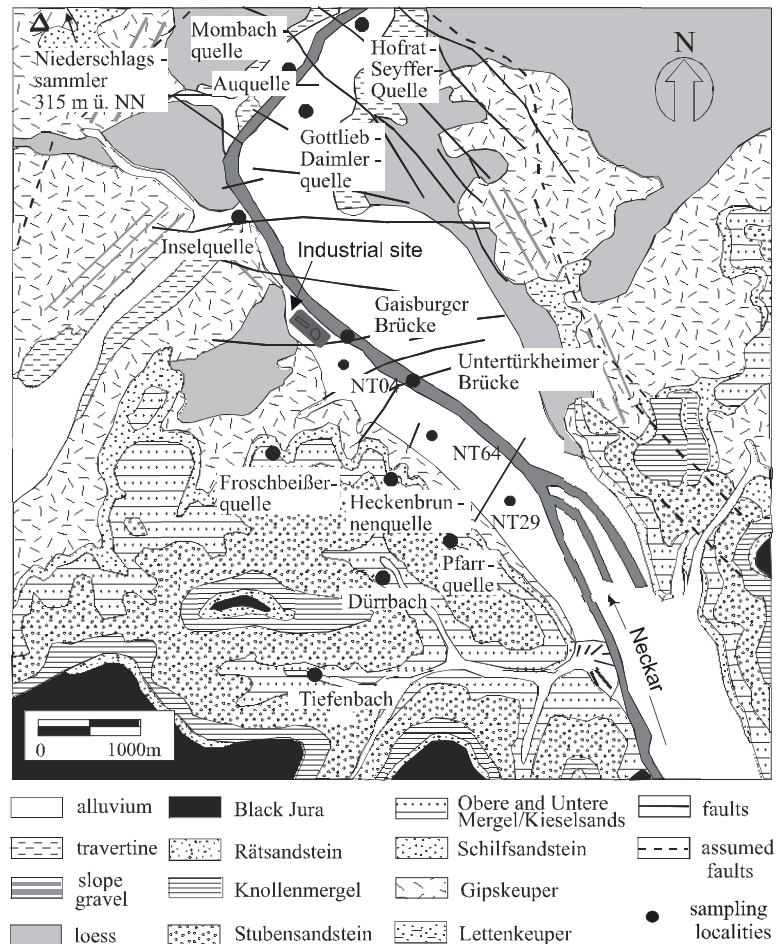 Mombach
quelle
Hofrat-
Seyffer-
Quelle
N
Niederschlags-
sammler
315 m ü. NN
Auquelle
Gottlieb-
Daimler-
quelle
Inselquelle
Industrial site
Gaisburger
Brücke
Untertürkheimer
Brücke
NT04
NT64
NT29
Froschbeißer-
quelle
Heckenbrun-
nenquelle
Pfarr-
quelle
Dürrbach
Tiefenbach
Neckar
0 1000m
alluvium
travertine
slope
gravel
loess
Black Jura
Rätsandstein
Knollenmergel
Stubensandstein
Obere and Untere
Mergel/Kieselsands
Schilfsandstein
Gipskeuper
Lettenkeuper
faults
assumed
faults
sampling
localities